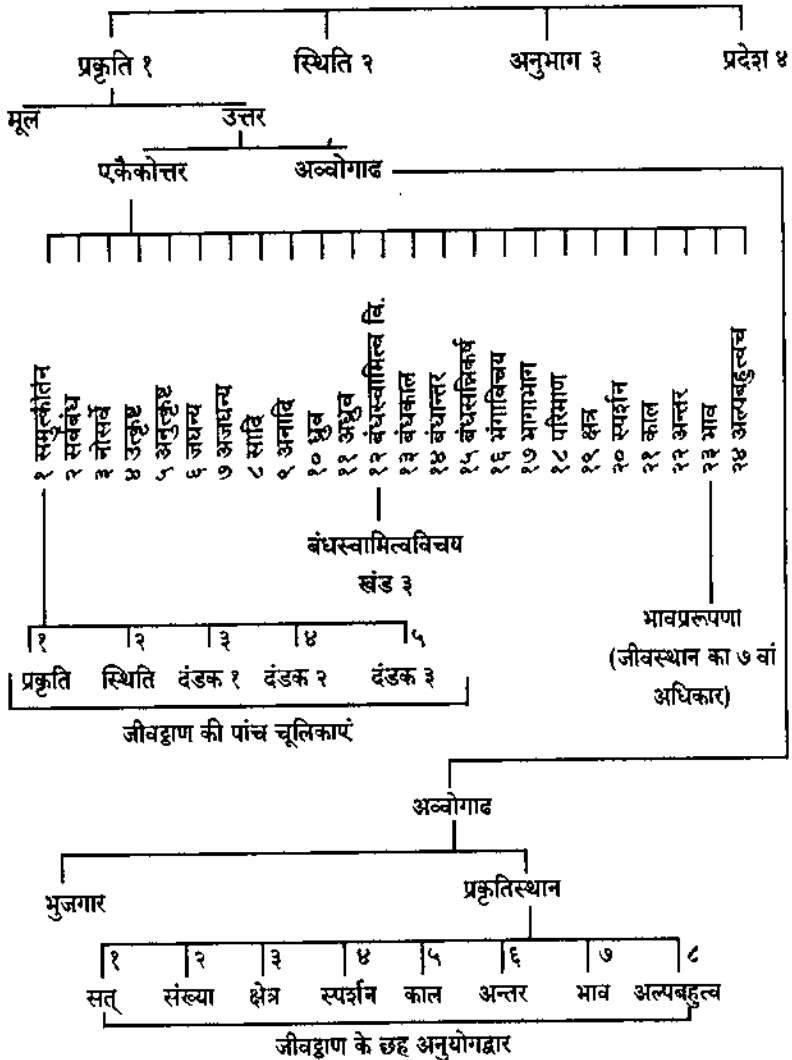 प्रकृति १ स्थिति २ अनुभाग ३ प्रदेश ४
मूल उत्तर
एकैकोत्तर अव्वोगाढ
१ समुत्कीर्तन
२ सर्वबंध
३ नोसर्व
४ उत्कृष्ट
५ अनुत्कृष्ट
६ जघन्य
७ अजघन्य
८ सादि
९ अनादि
१० ध्रुव
११ अध्रुव
१२ बंधस्वामित्व वि.
१३ बंधकाल
१४ बंधान्तर
१५ बंधसन्निकर्ष
१६ भंगविचय
१७ भागाभाग
१८ परिमाण
१९ क्षत्र
२० स्पर्शन
२१ काल
२२ अन्तर
२३ भाव
२४ अल्पबहुत्वच
बंधस्वामित्वविचय
खंड ३
भावप्ररूपणा
(जीवस्थान का ७ वां
अधिकार)
१ २ ३ ४ ५
प्रकृति स्थिति दंडक १ दंडक २ दंडक ३
जीवट्ठाण की पांच चूलिकाएं
अव्वोगाढ
भुजगार प्रकृतिस्थान
१ २ ३ ४ ५ ६ ७ ८
सत् संख्या क्षेत्र स्पर्शन काल अन्तर भाव अल्पबहुत्व
जीवट्ठाण के छह अनुयोगद्वार